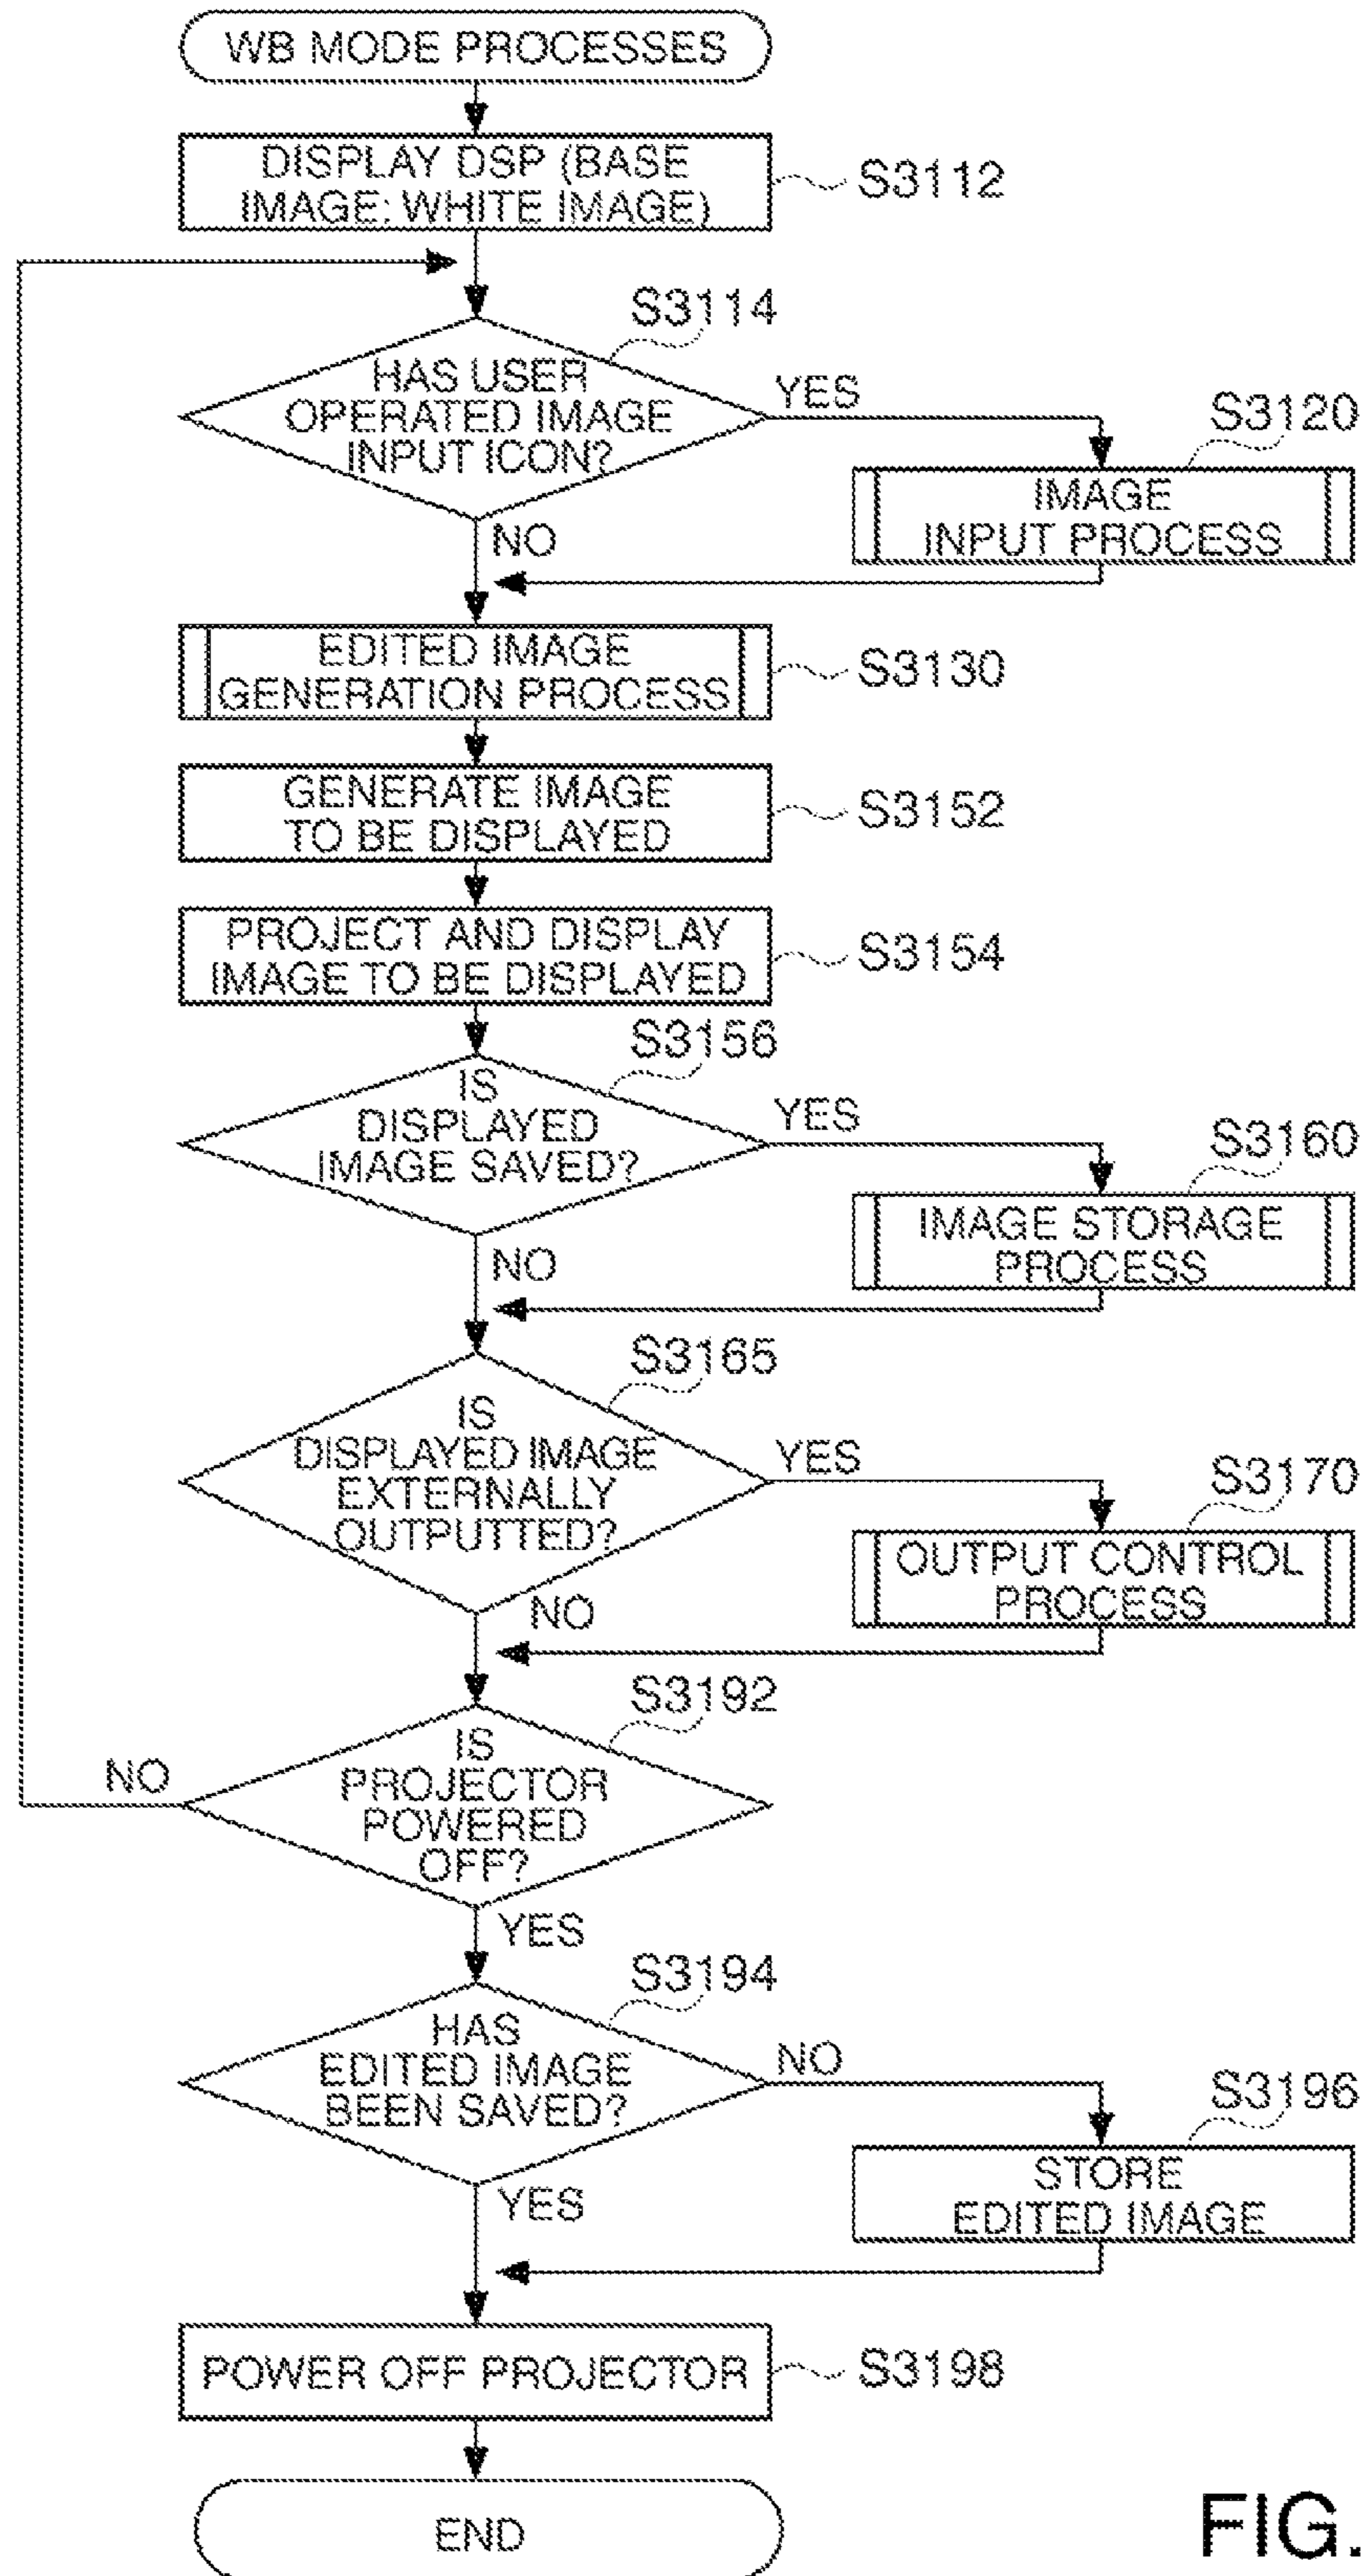 WB MODE PROCESSES
DISPLAY DSP (BASE
IMAGE: WHITE IMAGE)
S3112
S3114
HAS USER
OPERATED IMAGE
INPUT ICON?
YES
S3120
IMAGE
INPUT PROCESS
NO
EDITED IMAGE
GENERATION PROCESS
S3130
GENERATE IMAGE
TO BE DISPLAYED
S3152
PROJECT AND DISPLAY
IMAGE TO BE DISPLAYED
S3154
S3156
IS
DISPLAYED
IMAGE SAVED?
YES
S3160
IMAGE STORAGE
PROCESS
NO
S3165
IS
DISPLAYED IMAGE
EXTERNALLY
OUTPUTTED?
YES
S3170
OUTPUT CONTROL
PROCESS
NO
S3192
IS
PROJECTOR
POWERED
OFF?
NO
YES
S3194
HAS
EDITED IMAGE
BEEN SAVED?
NO
S3196
STORE
EDITED IMAGE
YES
POWER OFF PROJECTOR
S3198
END
FIG.